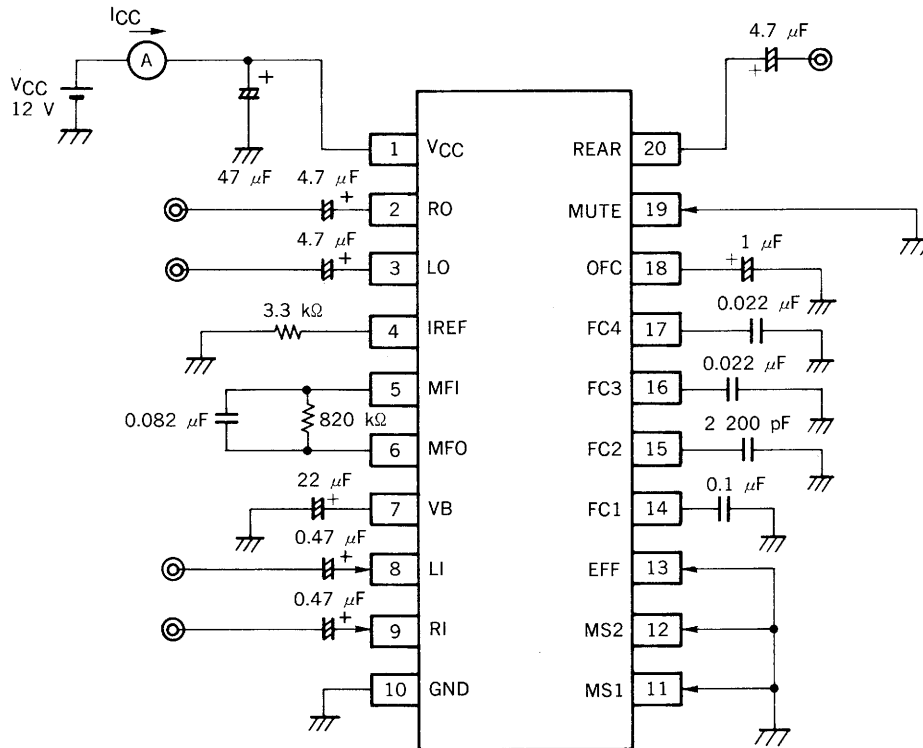 ICC
A
VCC
12 V
+
47 μF
4.7 μF
+
4.7 μF
+
3.3 kΩ
0.082 μF
820 kΩ
22 μF
+
0.47 μF
+
0.47 μF
+
1 VCC
2 RO
3 LO
4 IREF
5 MFI
6 MFO
7 VB
8 LI
9 RI
10 GND
REAR 20
MUTE 19
OFC 18
FC4 17
FC3 16
FC2 15
FC1 14
EFF 13
MS2 12
MS1 11
4.7 μF
+
1 μF
+
0.022 μF
0.022 μF
2 200 pF
0.1 μF